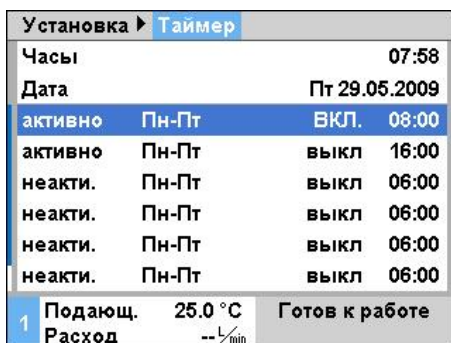 Установка ▶ Таймер
Часы 07:58
Дата Пт 29.05.2009
активно Пн-Пт ВКЛ. 08:00
активно Пн-Пт выкл 16:00
неакти. Пн-Пт выкл 06:00
неакти. Пн-Пт выкл 06:00
неакти. Пн-Пт выкл 06:00
неакти. Пн-Пт выкл 06:00
1 Подающ. 25.0 °C Готов к работе
Расход -- L/min